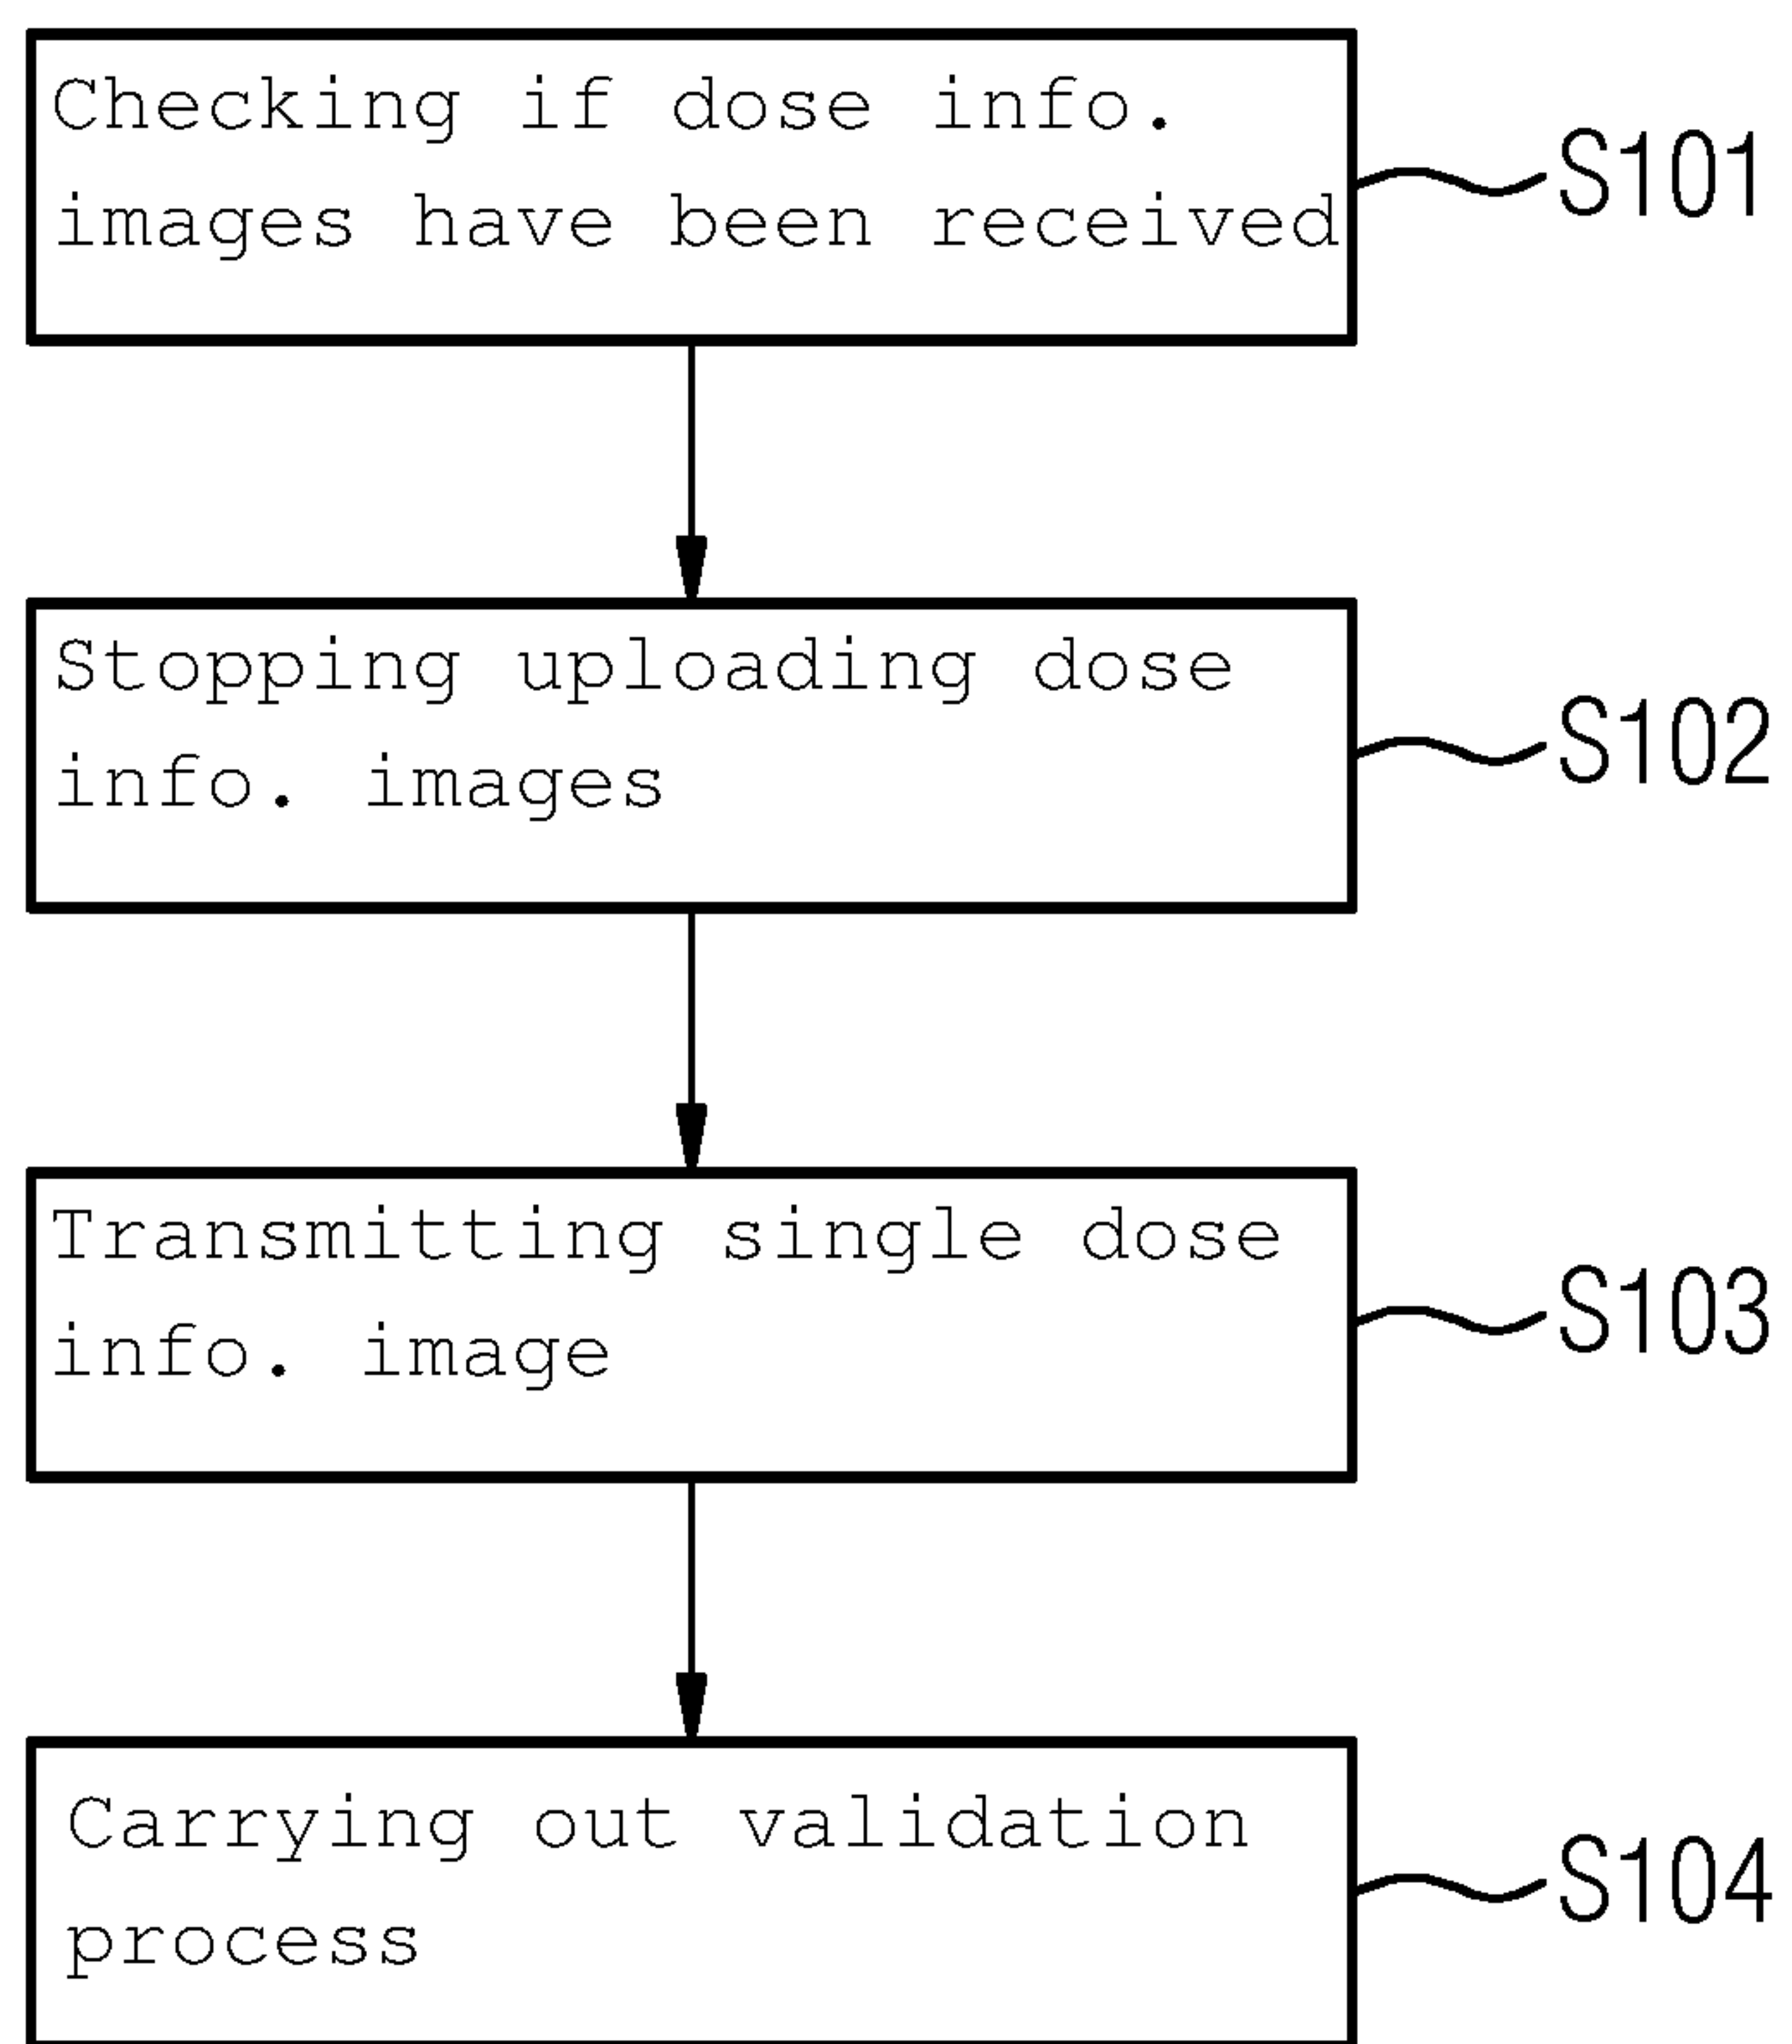 Checking if dose info.
images have been received
S101
Stopping uploading dose
info. images
S102
Transmitting single dose
info. image
S103
Carrying out validation
process
S104